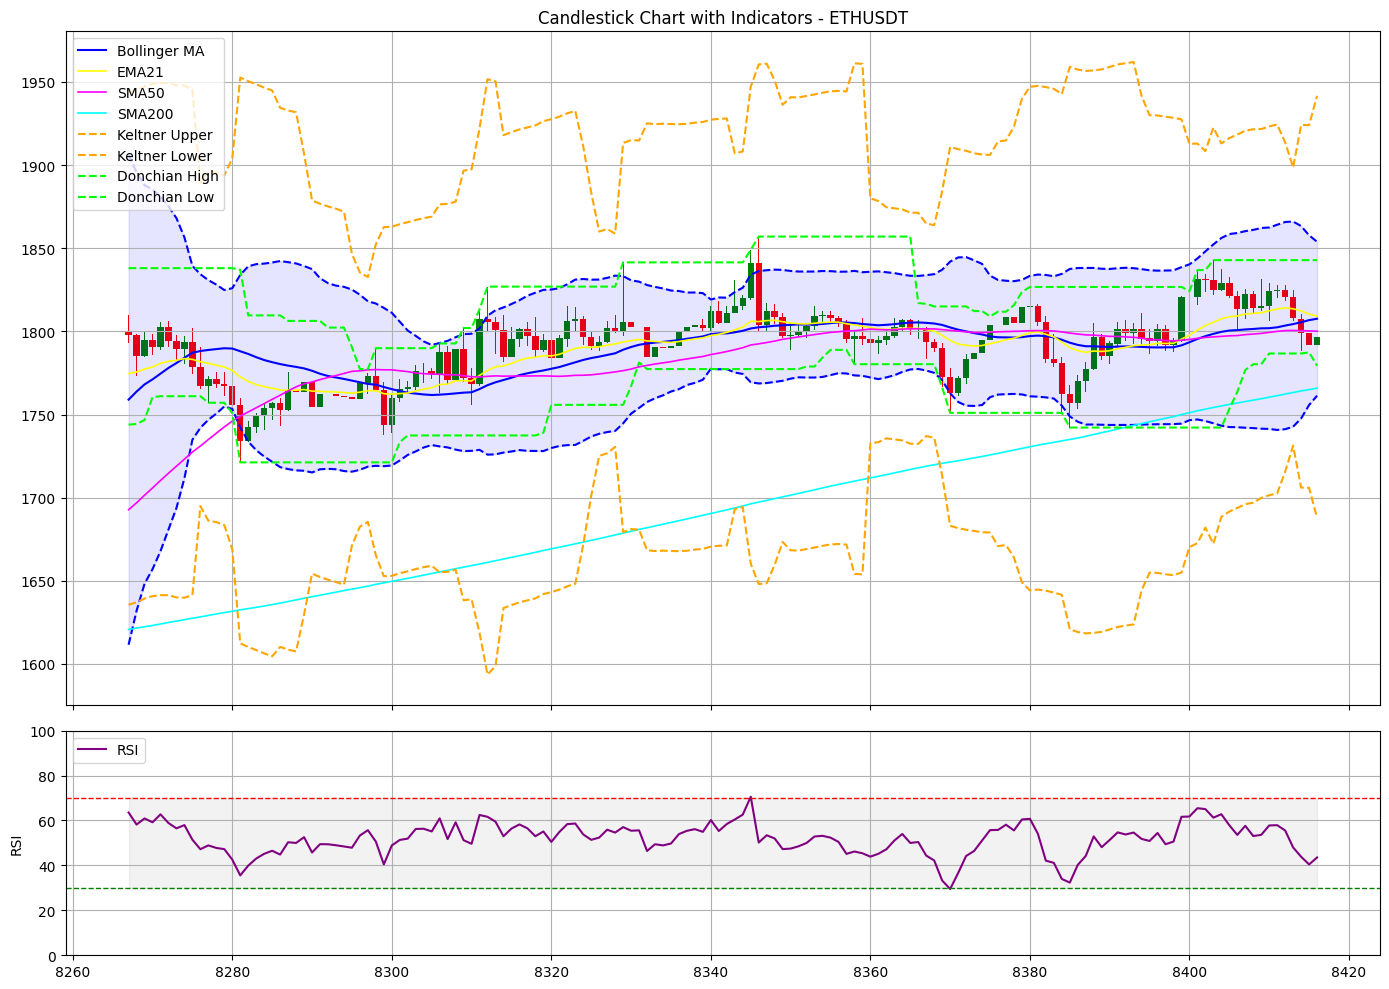 Candlestick Chart with Indicators - ETHUSDT
Bollinger MA
EMA21
SMA50
SMA200
Keltner Upper
Keltner Lower
Donchian High
Donchian Low
1950
1900
1850
1800
1750
1700
1650
1600
RSI
100
80
60
40
20
0
RSI
8260
8280
8300
8320
8340
8360
8380
8400
8420